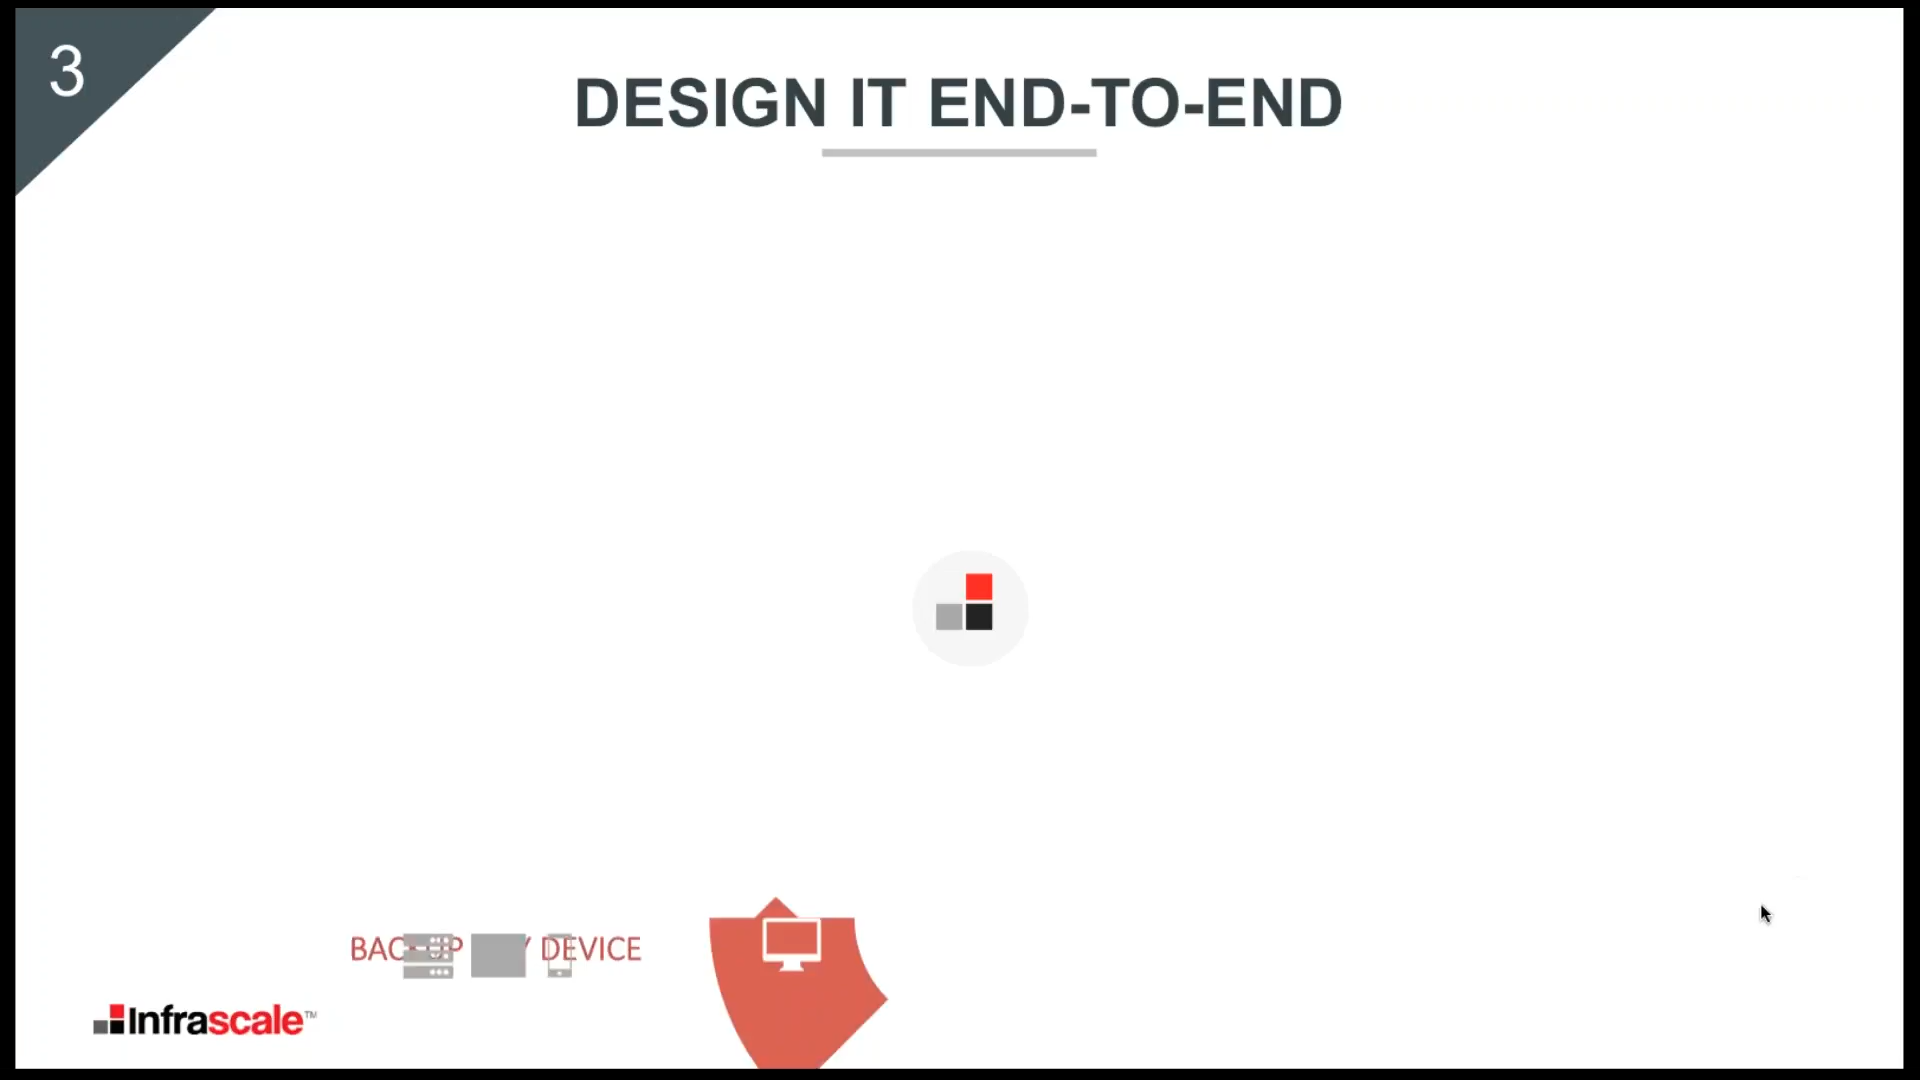 3
DESIGN IT END-TO-END
DEVICE
Infrascale™